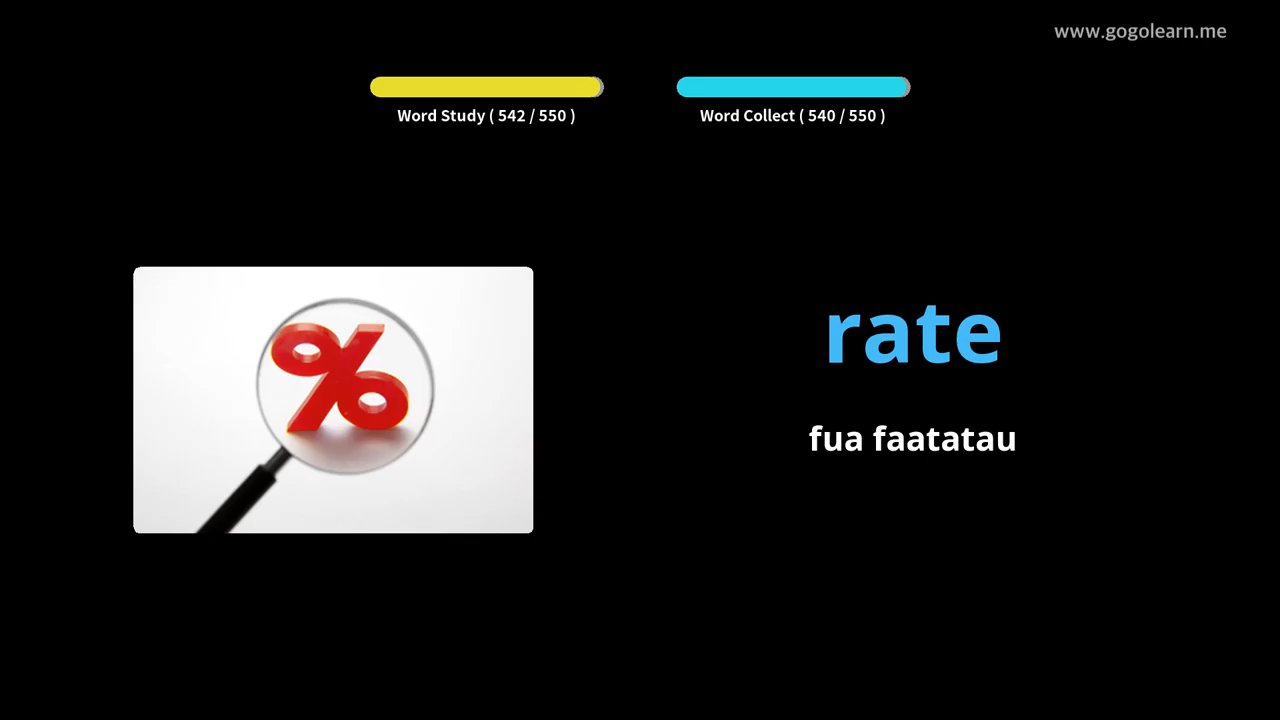 www.gogolearn.me
Word Study ( 542 / 550 )
Word Collect ( 540 / 550 )
%
rate
fua faatatau